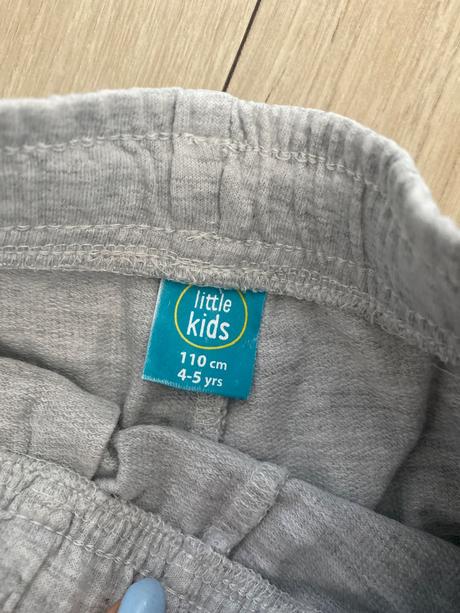 little
kids
110 cm
4-5 yrs